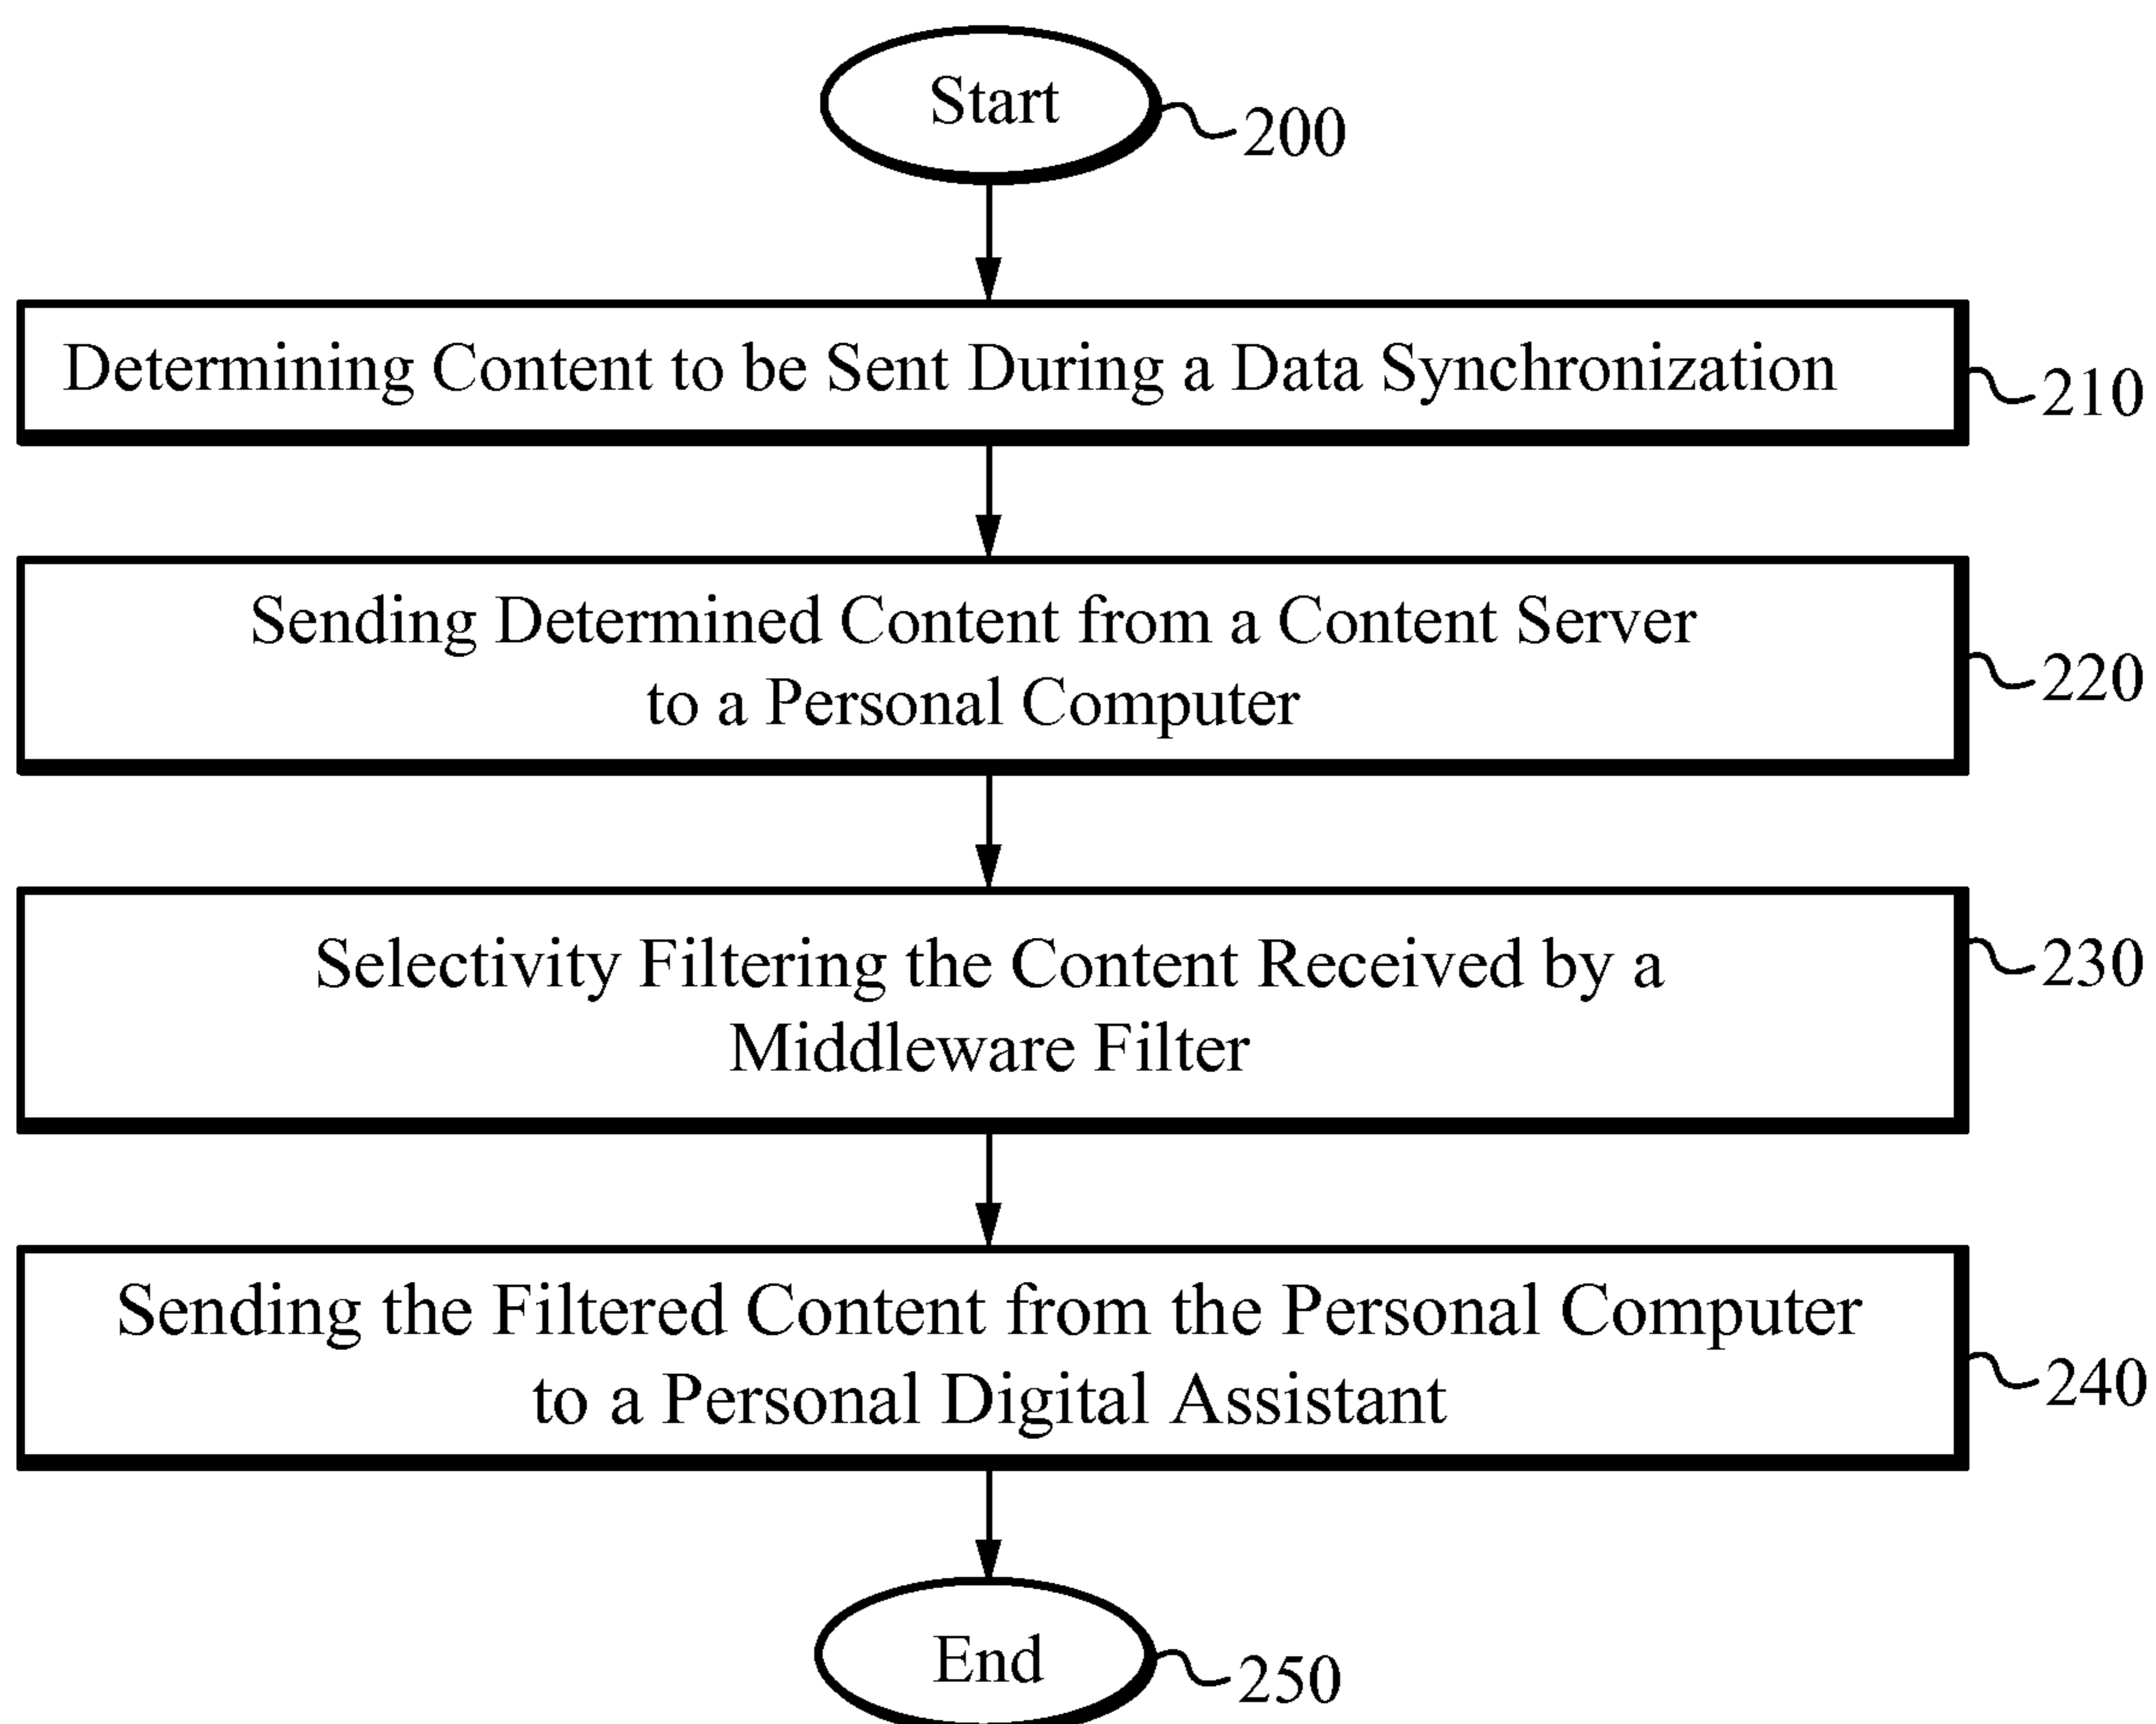 Start
200
Determining Content to be Sent During a Data Synchronization
210
Sending Determined Content from a Content Server
to a Personal Computer
220
Selectivity Filtering the Content Received by a
Middleware Filter
230
Sending the Filtered Content from the Personal Computer
to a Personal Digital Assistant
240
End
250